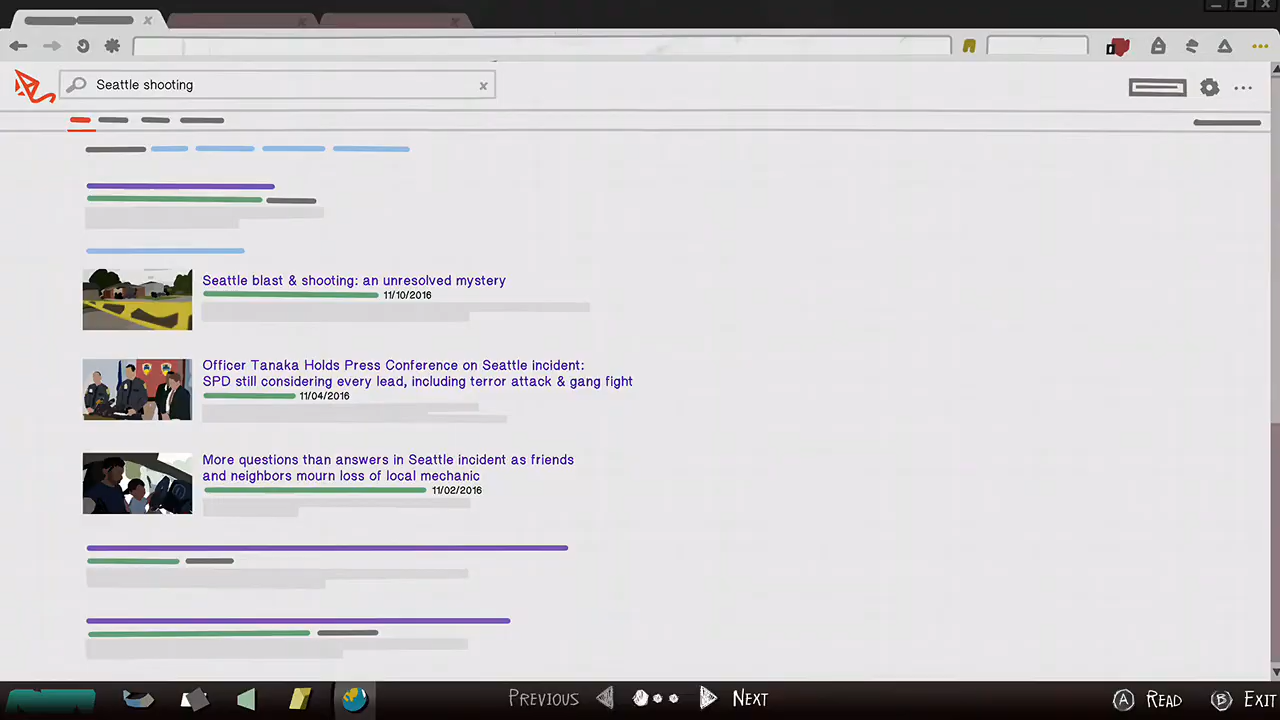 Seattle shooting
Seattle blast & shooting: an unresolved mystery
11/10/2016
Officer Tanaka Holds Press Conference on Seattle incident:
SPD still considering every lead, including terror attack & gang fight
11/04/2016
More questions than answers in Seattle incident as friends
and neighbors mourn loss of local mechanic
11/02/2016
PREVIOUS NEXT A READ B EXIT